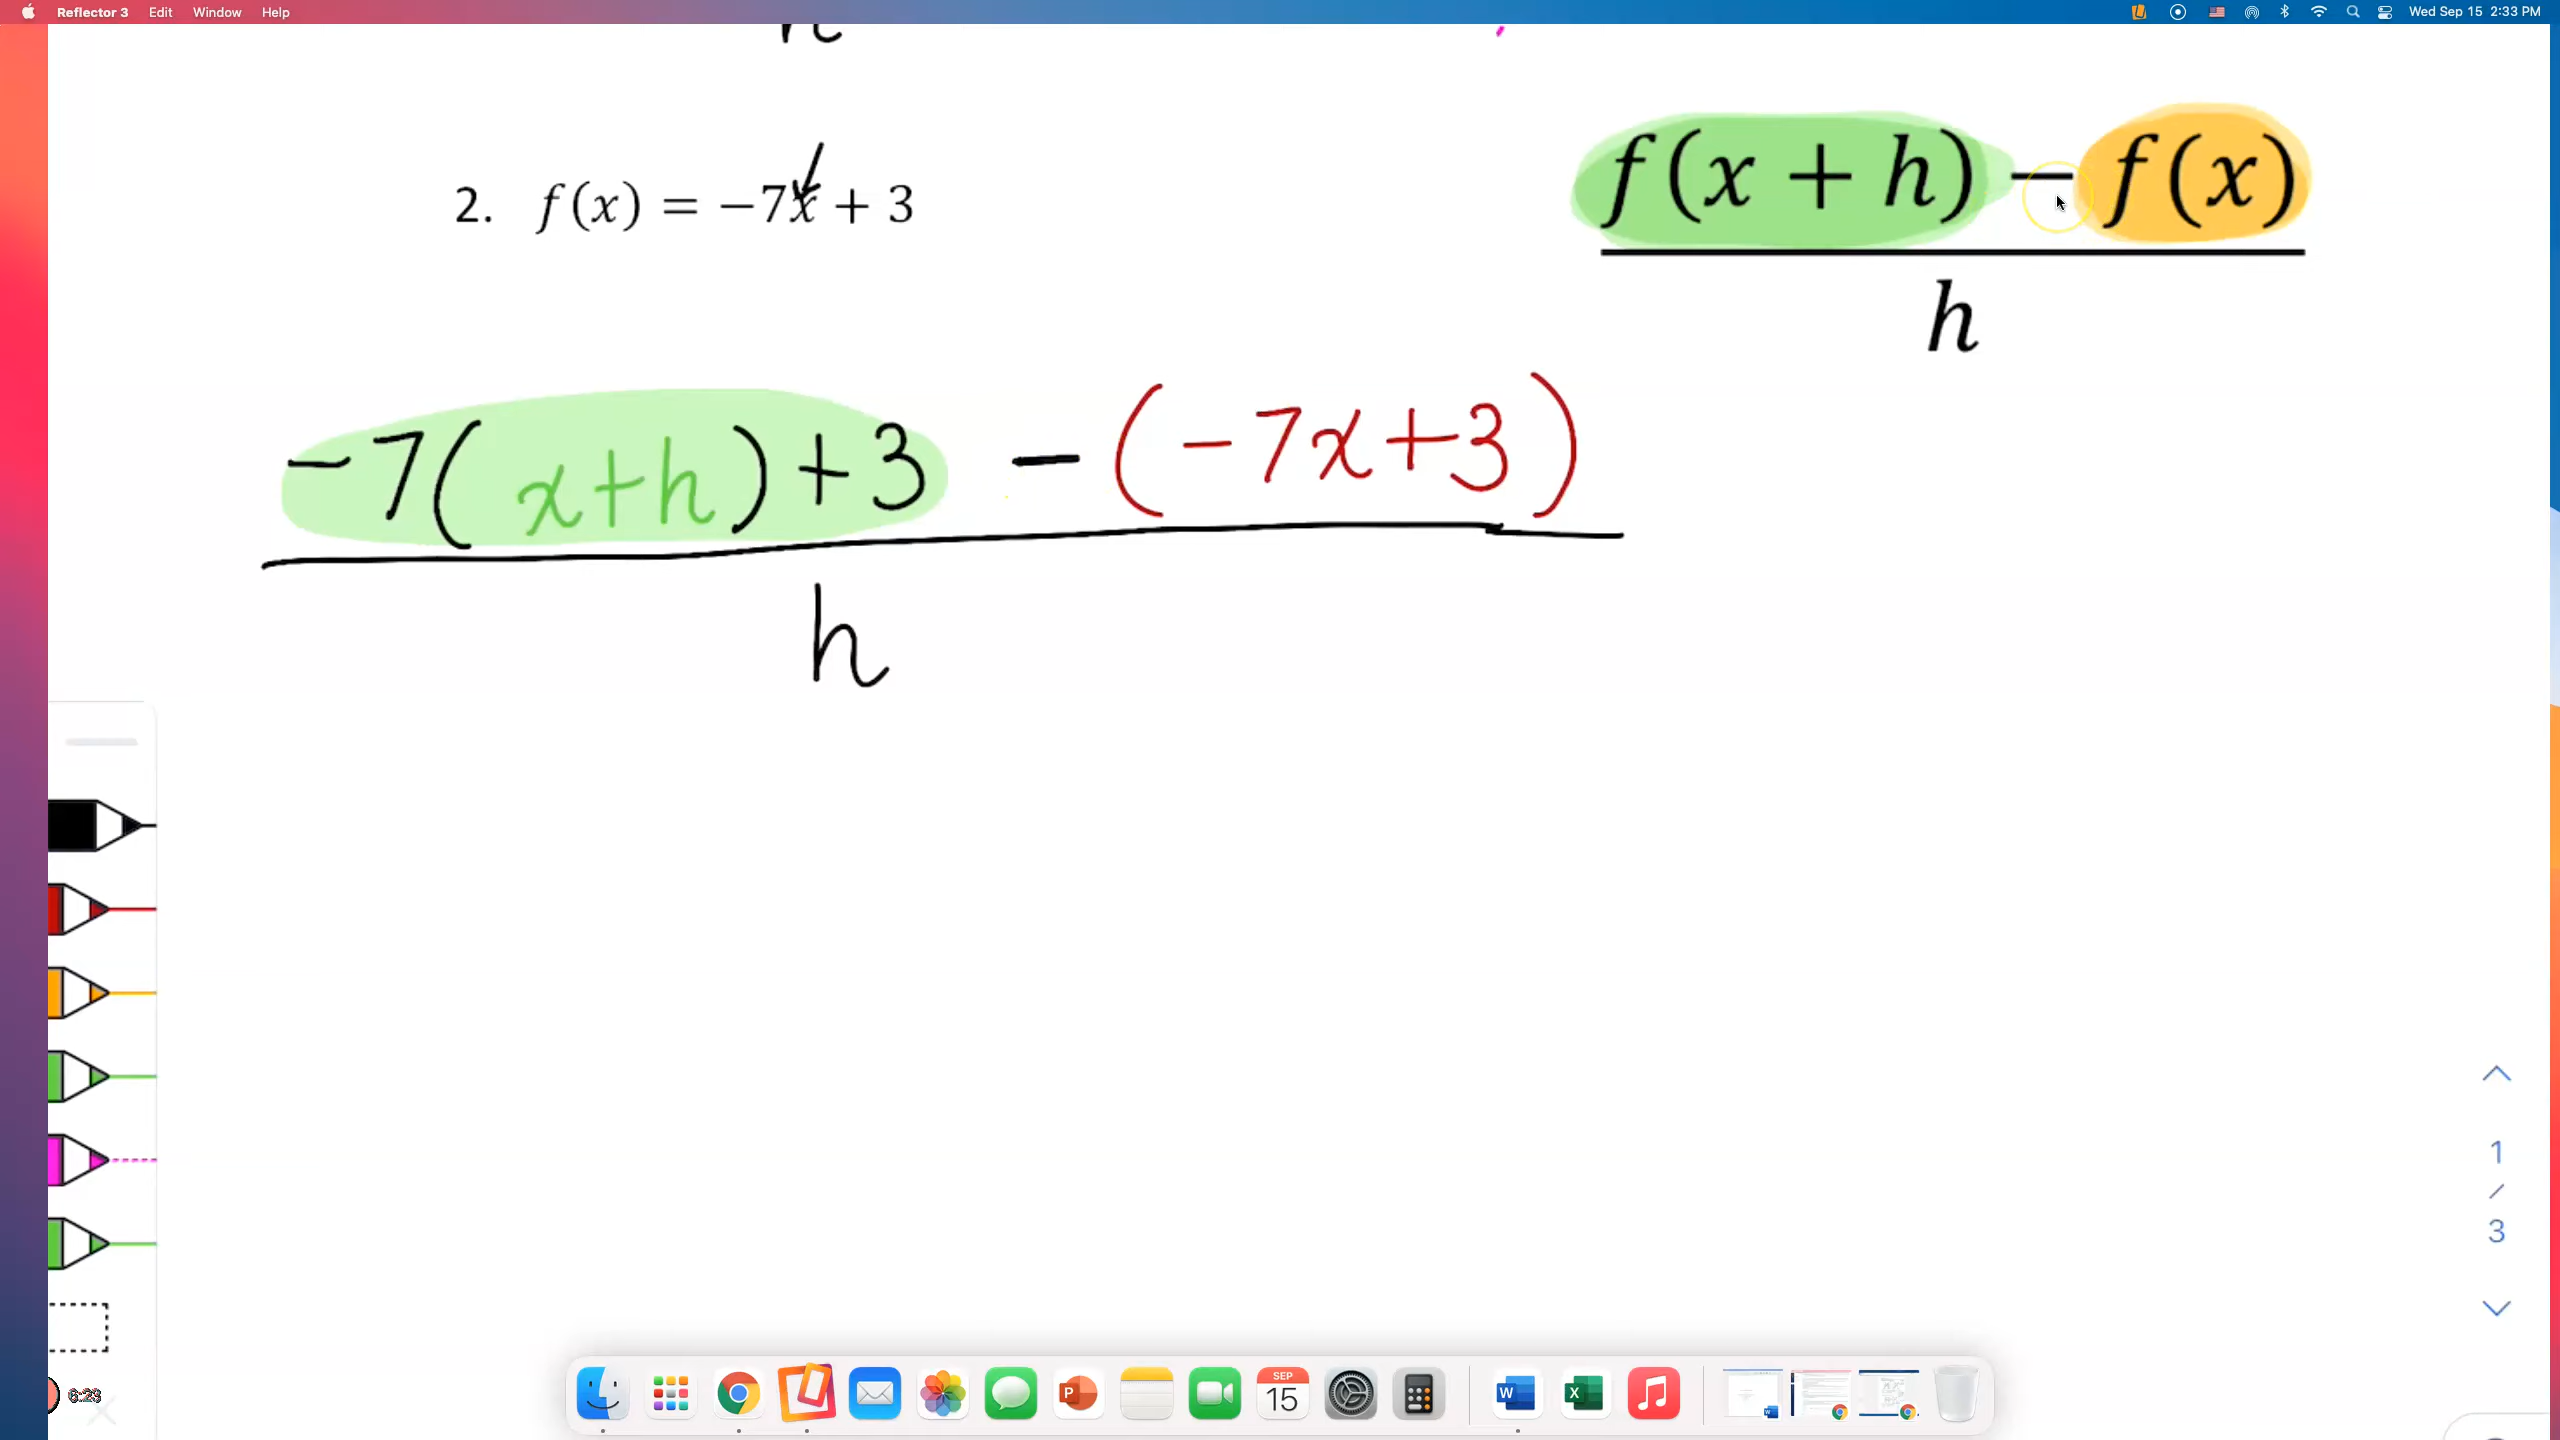 Reflector 3 Edit Window Help Wed Sep 15 2:33 PM
h
2. f(x) = −7x + 3
f(x + h) − f(x)
h
-7(x+h)+3 - (-7x+3)
h
1
/
3
6:23
P SEP 15 W X